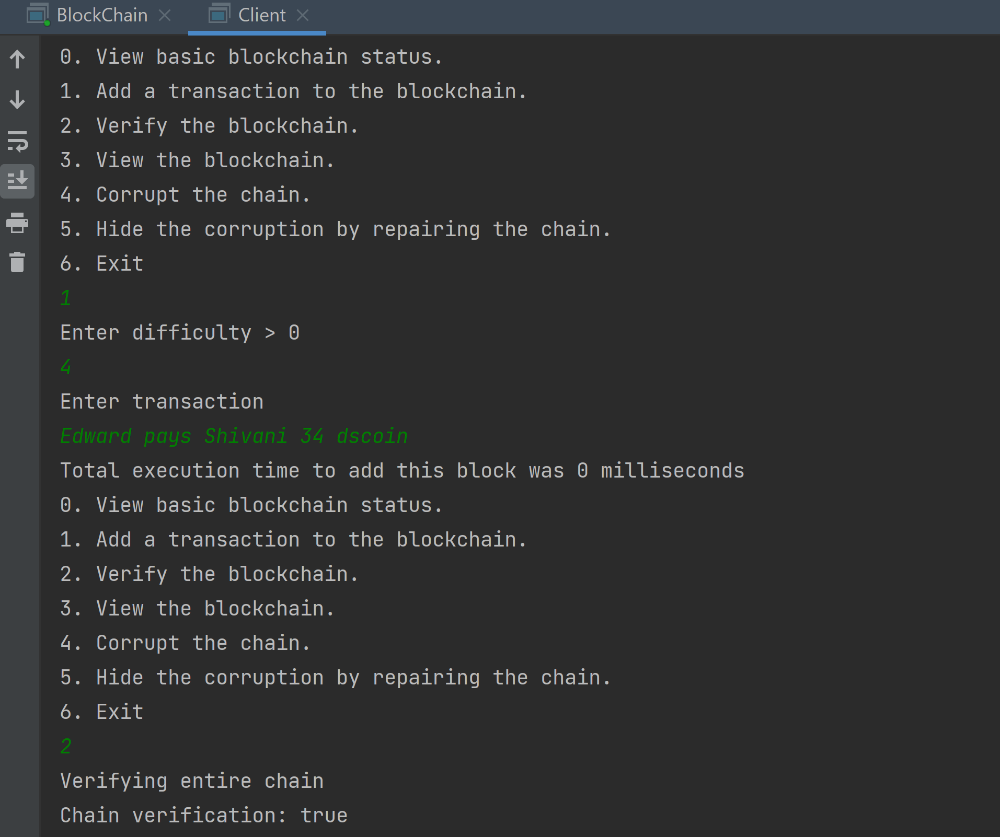 BlockChain
Client
0. View basic blockchain status.
1. Add a transaction to the blockchain.
2. Verify the blockchain.
3. View the blockchain.
4. Corrupt the chain.
5. Hide the corruption by repairing the chain.
6. Exit
1
Enter difficulty > 0
4
Enter transaction
Edward pays Shivani 34 dscoin
Total execution time to add this block was 0 milliseconds
0. View basic blockchain status.
1. Add a transaction to the blockchain.
2. Verify the blockchain.
3. View the blockchain.
4. Corrupt the chain.
5. Hide the corruption by repairing the chain.
6. Exit
2
Verifying entire chain
Chain verification: true